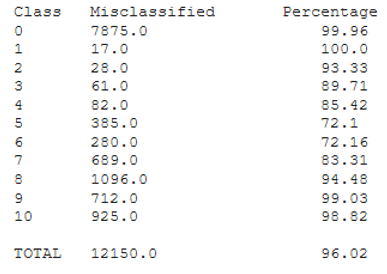 Class Misclassified Percentage
0 7875.0 99.96
1 17.0 100.0
2 28.0 93.33
3 61.0 89.71
4 82.0 85.42
5 385.0 72.1
6 280.0 72.16
7 689.0 83.31
8 1096.0 94.48
9 712.0 99.03
10 925.0 98.82
TOTAL 12150.0 96.02